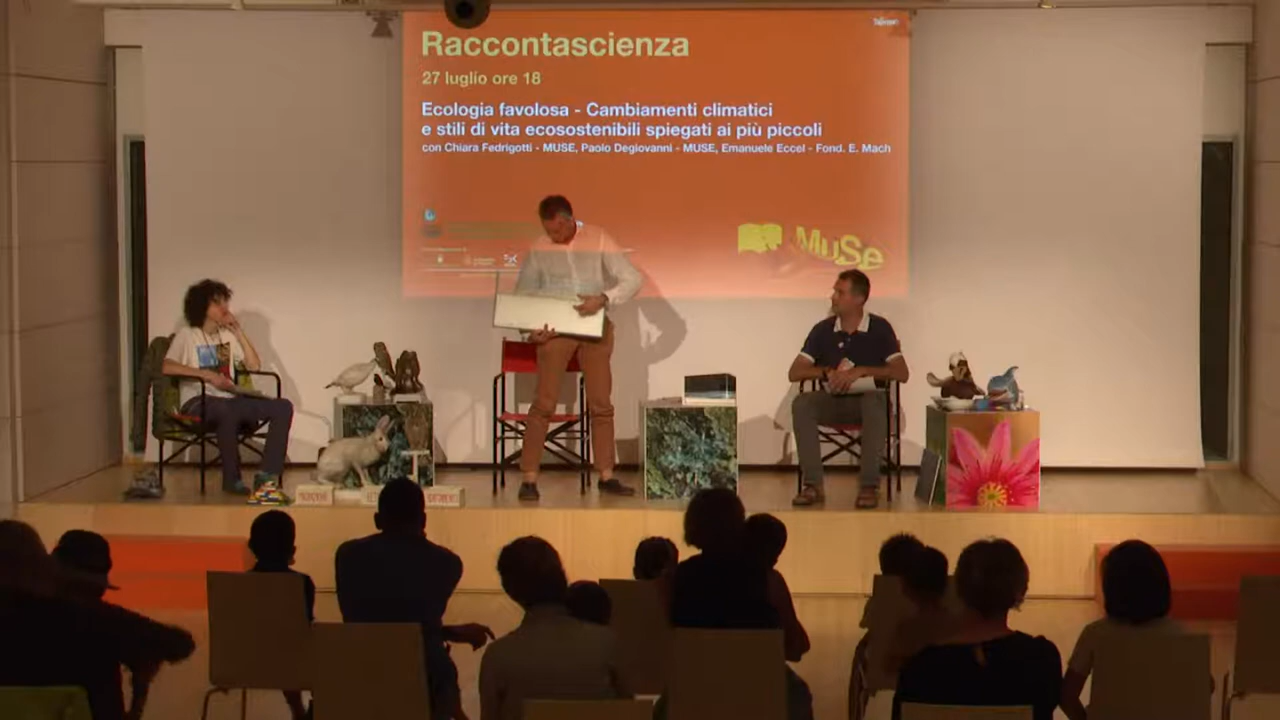 Raccontascienza
27 luglio ore 18
Ecologia favolosa - Cambiamenti climatici
e stili di vita ecosostenibili spiegati ai più piccoli
con Chiara Fedrigotti - MUSE, Paolo Degiovanni - MUSE, Emanuele Eccel - Fond. E. Mach
MuSe